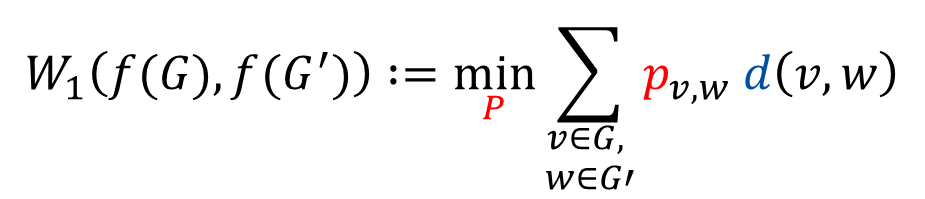 W₁(f(G), f(G′)) := min_P ∑_{v∈G, w∈G′} p_{v,w} d(v, w)